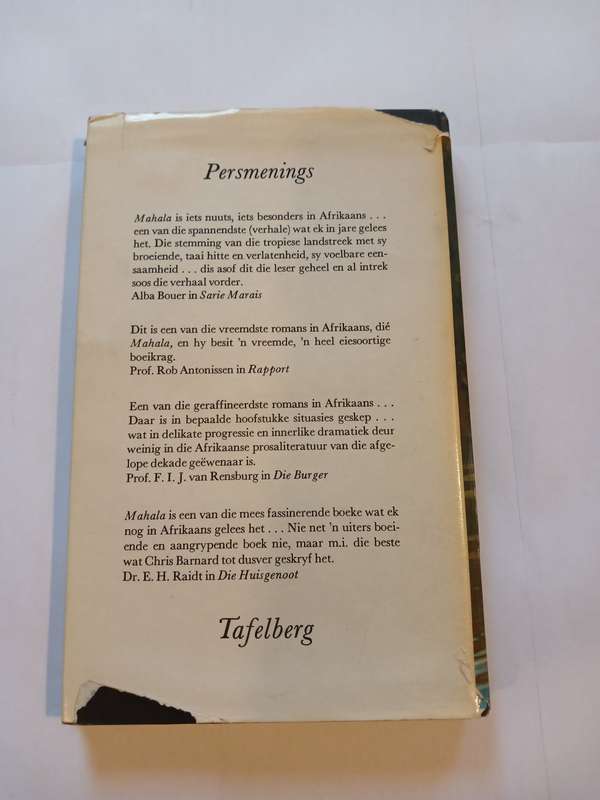 Persmenings
Mahala is iets nuuts, iets besonders in Afrikaans . . .
een van die spannendste (verhale) wat ek in jare gelees
het. Die stemming van die tropiese landstreek met sy
broeiende, taai hitte en verlatenheid, sy voelbare een-
saamheid . . . dis asof dit die leser geheel en al intrek
soos die verhaal vorder.
Alba Bouer in Sarie Marais
Dit is een van die vreemdste romans in Afrikaans, dié
Mahala, en hy besit 'n vreemde, 'n heel eiesoortige
boeikrag.
Prof. Rob Antonissen in Rapport
Een van die geraffineerdste romans in Afrikaans . . .
Daar is in bepaalde hoofstukke situasies geskep . . .
wat in delikate progressie en innerlike dramatiek deur
weinig in die Afrikaanse prosaliteratuur van die afge-
lope dekade geëwenaar is.
Prof. F. I. J. van Rensburg in Die Burger
Mahala is een van die mees fassinerende boeke wat ek
nog in Afrikaans gelees het . . . Nie net 'n uiters boei-
ende en aangrypende boek nie, maar m.i. die beste
wat Chris Barnard tot dusver geskryf het.
Dr. E. H. Raidt in Die Huisgenoot
Tafelberg